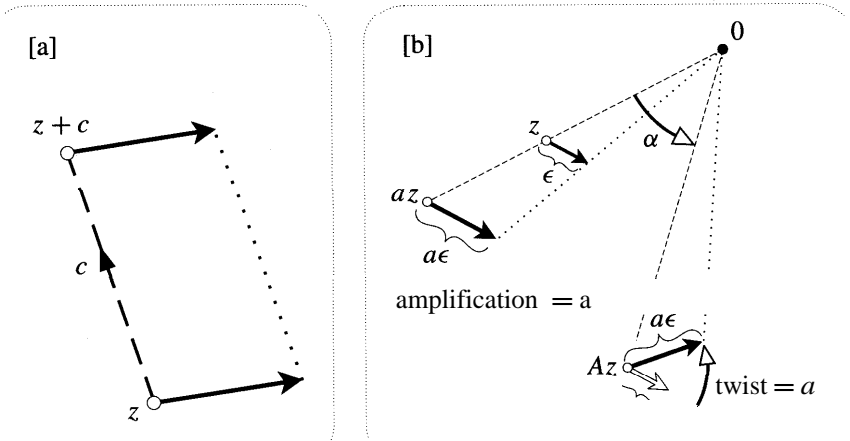 [a]
z + c
c
z
[b]
0
z
ϵ
α
az
aϵ
amplification = a
aϵ
Az
twist = a